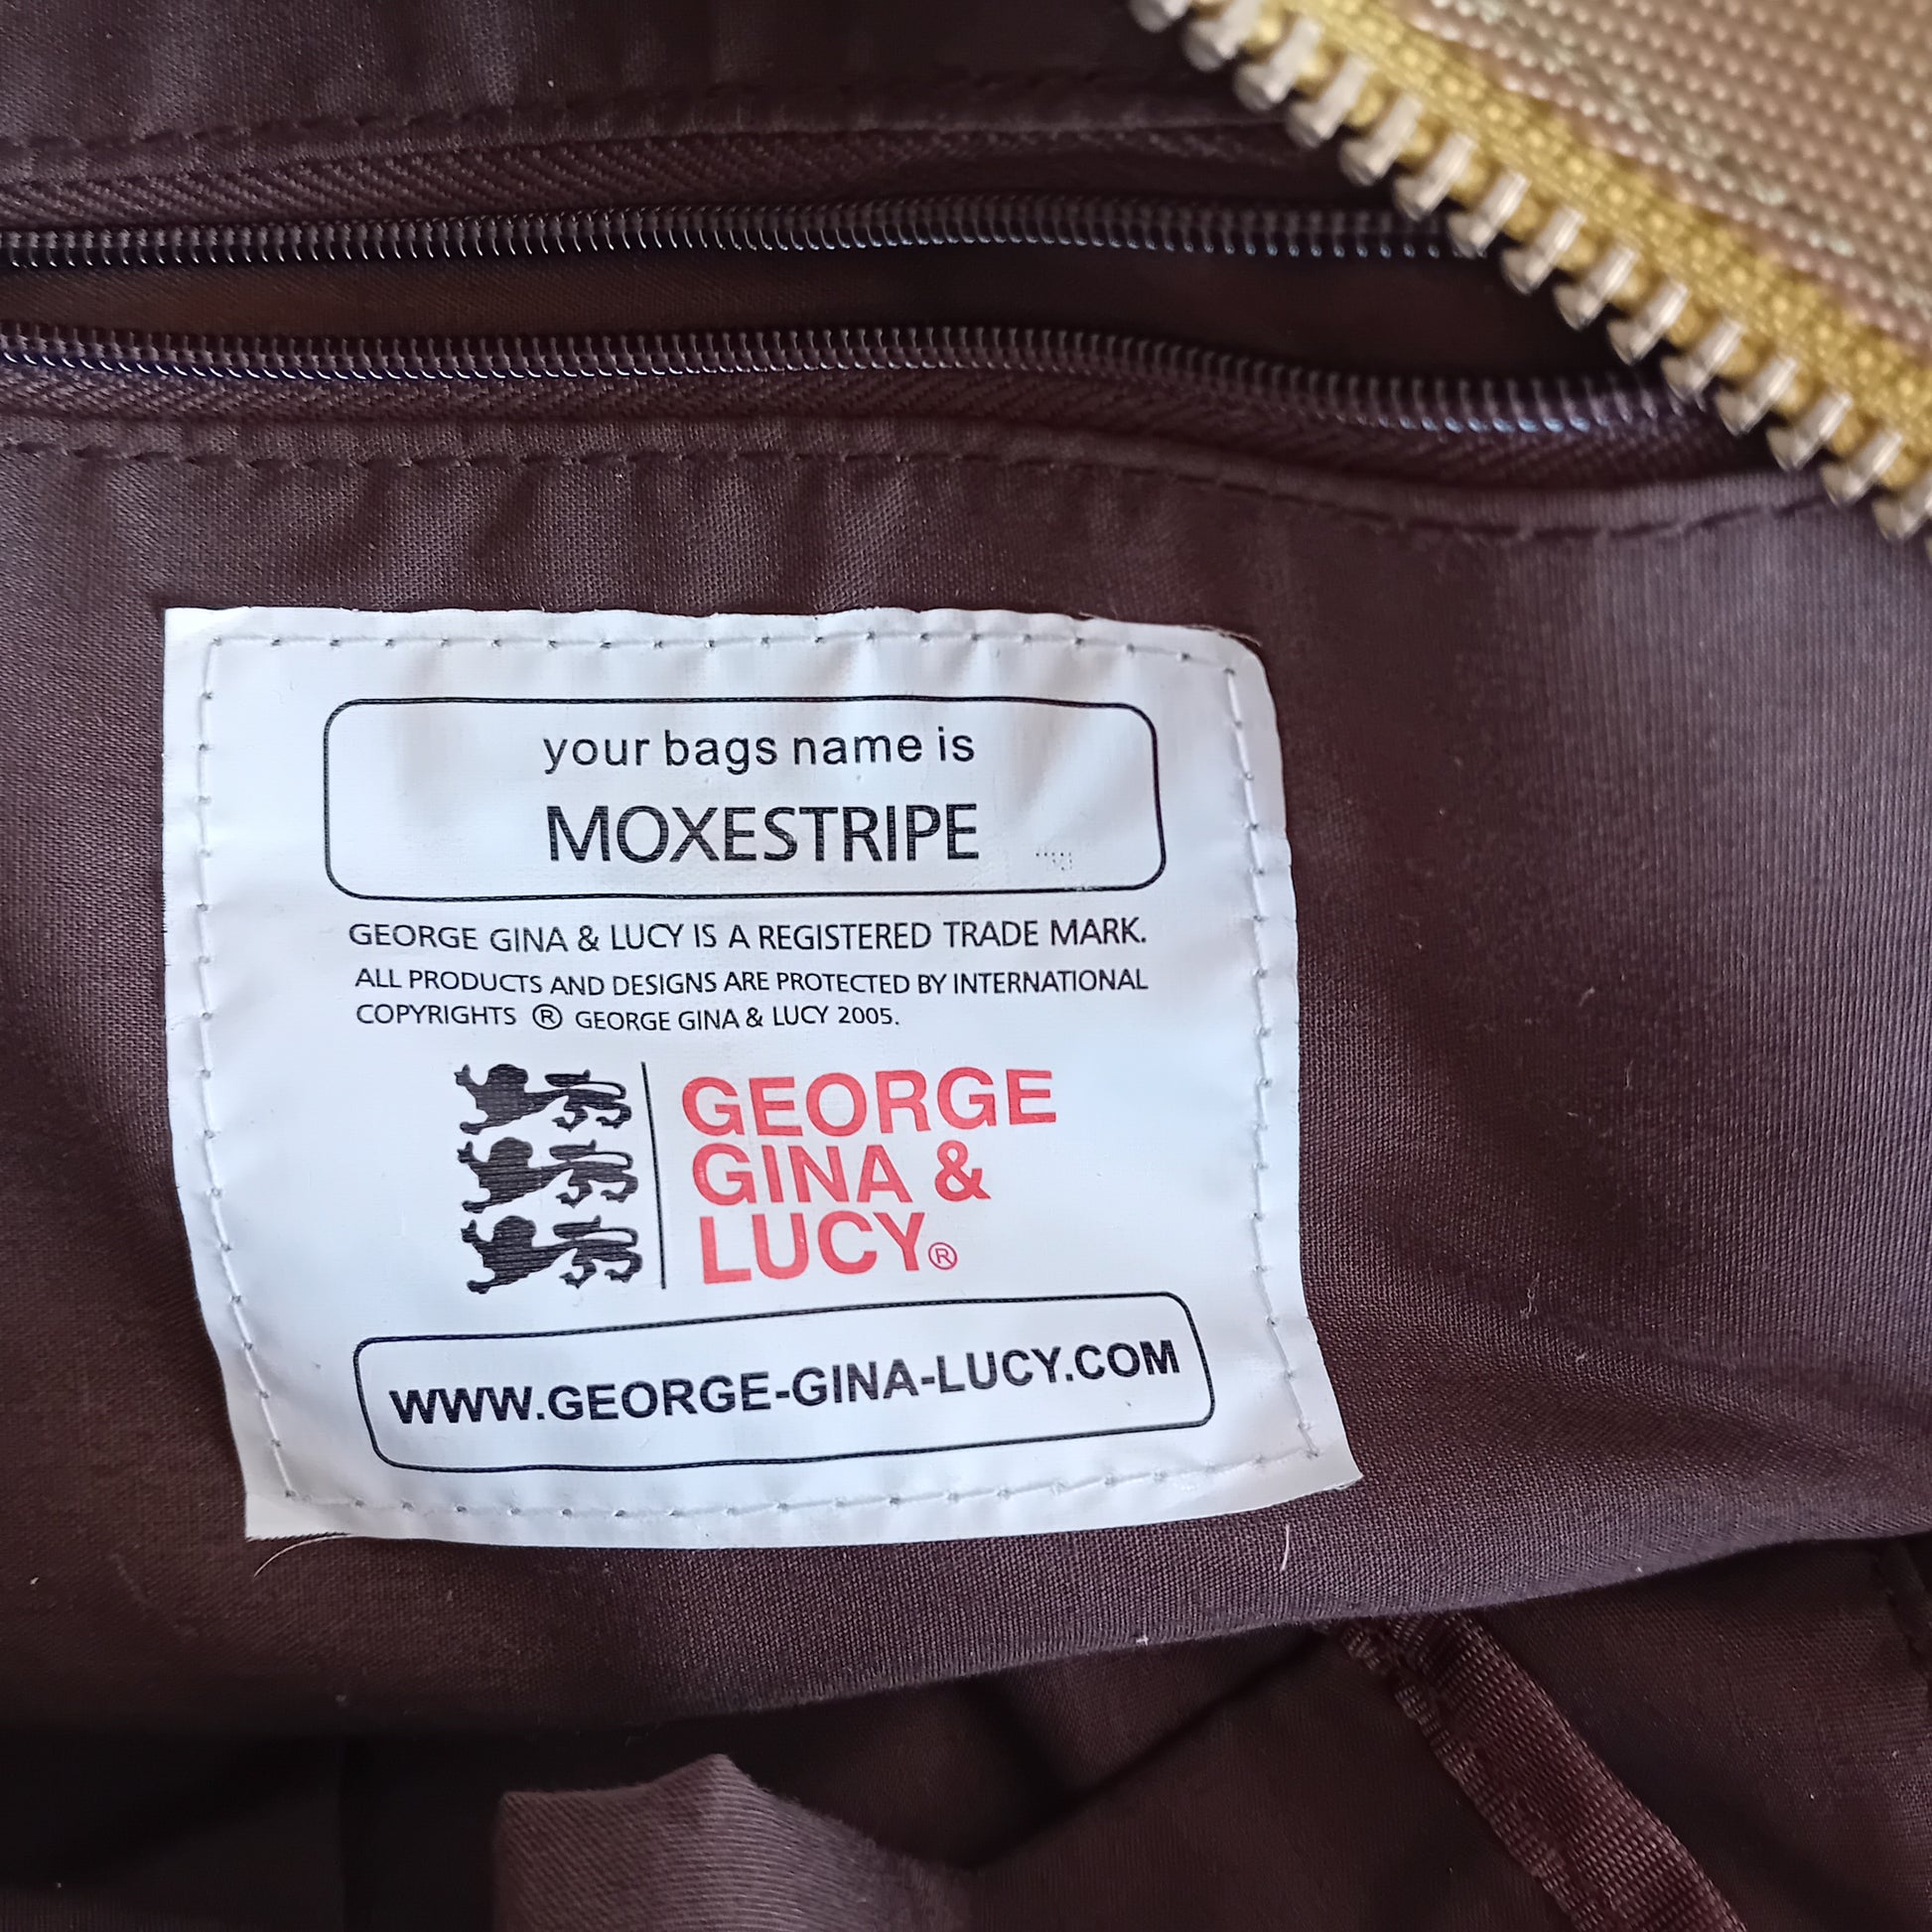 your bags name is
MOXESTRIPE
GEORGE GINA & LUCY IS A REGISTERED TRADE MARK.
ALL PRODUCTS AND DESIGNS ARE PROTECTED BY INTERNATIONAL
COPYRIGHTS ® GEORGE GINA & LUCY 2005.
GEORGE
GINA &
LUCY®
WWW.GEORGE-GINA-LUCY.COM